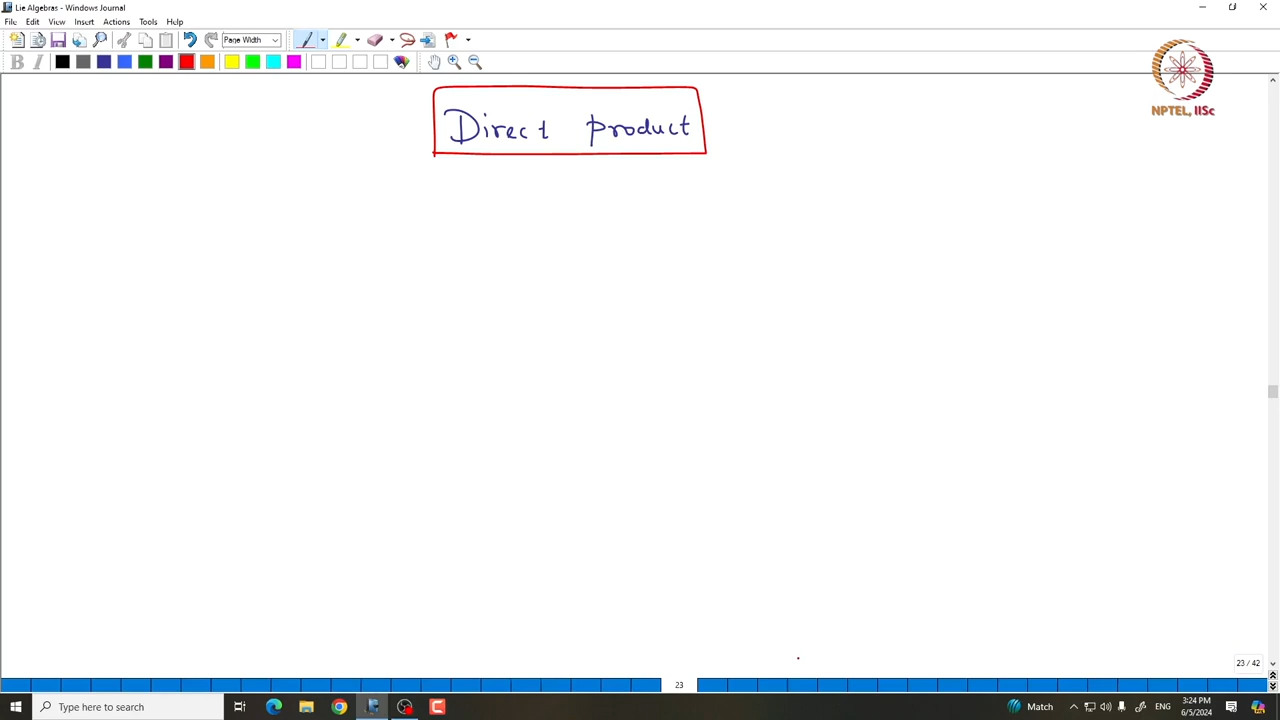 Lie Algebras - Windows Journal
File Edit View Insert Actions Tools Help
Page Width
B I
NPTEL, IISc
Direct product
23 / 42
23
Type here to search
Match
ENG
3:24 PM
6/5/2024